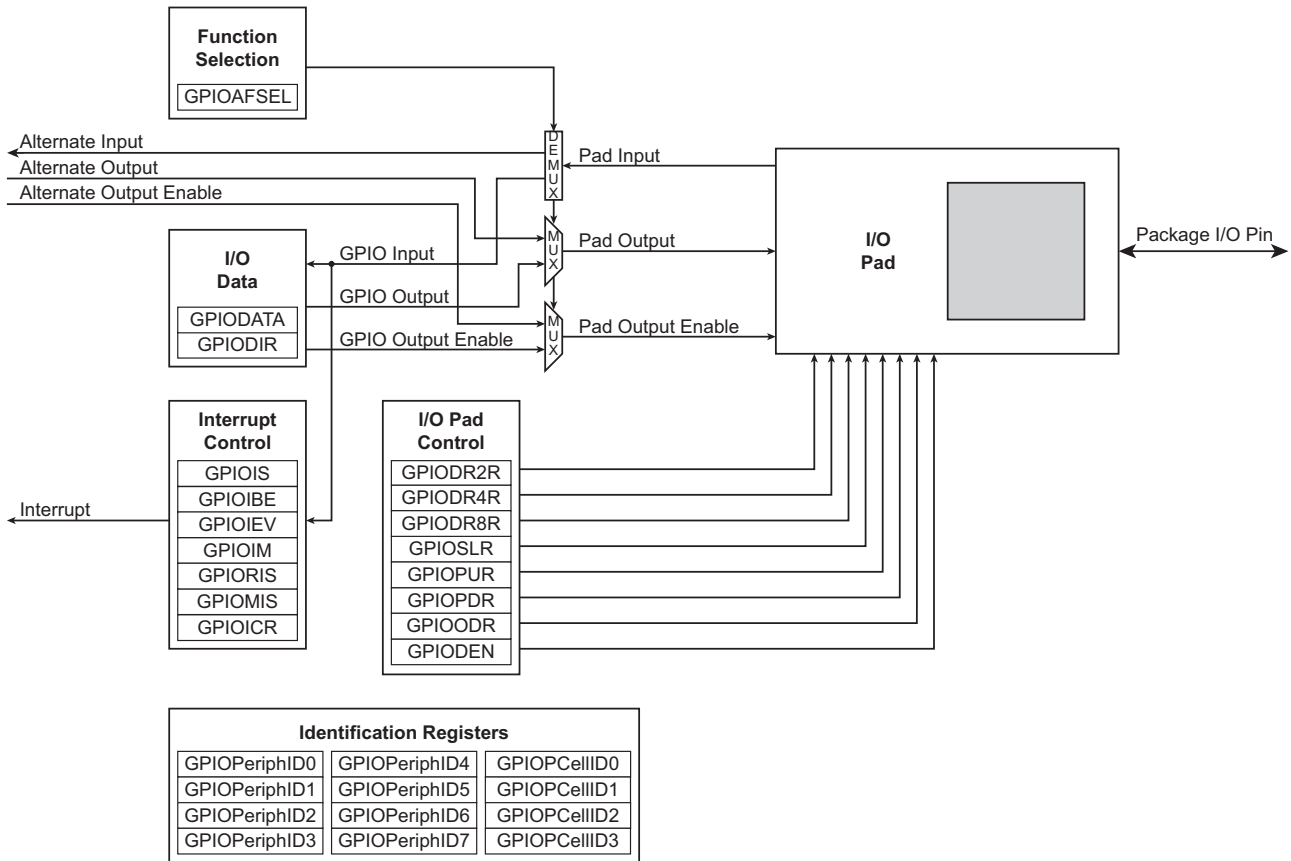 Function
Selection
GPIOAFSEL
Alternate Input
Alternate Output
Alternate Output Enable
DEMUX
Pad Input
MUX
Pad Output
MUX
Pad Output Enable
I/O
Pad
Package I/O Pin
I/O
Data
GPIODATA
GPIODIR
GPIO Input
GPIO Output
GPIO Output Enable
Interrupt
Interrupt
Control
GPIOIS
GPIOIBE
GPIOIEV
GPIOIM
GPIORIS
GPIOMIS
GPIOICR
I/O Pad
Control
GPIODR2R
GPIODR4R
GPIODR8R
GPIOSLR
GPIOPUR
GPIOPDR
GPIOODR
GPIODEN
Identification Registers
GPIOPeriphID0 GPIOPeriphID4 GPIOPCellID0
GPIOPeriphID1 GPIOPeriphID5 GPIOPCellID1
GPIOPeriphID2 GPIOPeriphID6 GPIOPCellID2
GPIOPeriphID3 GPIOPeriphID7 GPIOPCellID3